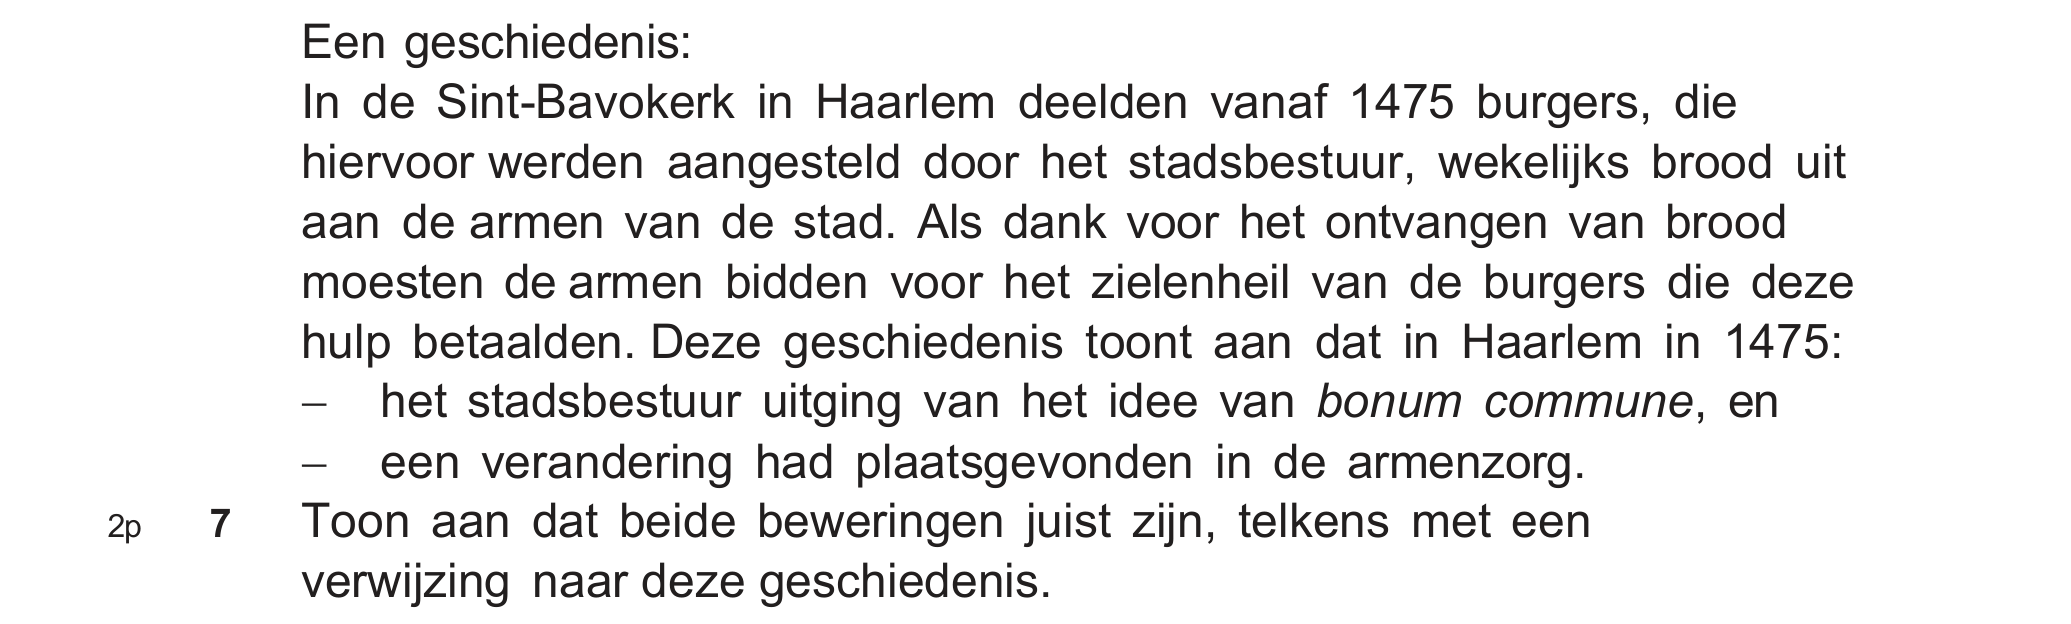 Een geschiedenis:
In de Sint-Bavokerk in Haarlem deelden vanaf 1475 burgers, die
hiervoor werden aangesteld door het stadsbestuur, wekelijks brood uit
aan de armen van de stad. Als dank voor het ontvangen van brood
moesten de armen bidden voor het zielenheil van de burgers die deze
hulp betaalden. Deze geschiedenis toont aan dat in Haarlem in 1475:
– het stadsbestuur uitging van het idee van bonum commune, en
– een verandering had plaatsgevonden in de armenzorg.
2p 7 Toon aan dat beide beweringen juist zijn, telkens met een
verwijzing naar deze geschiedenis.